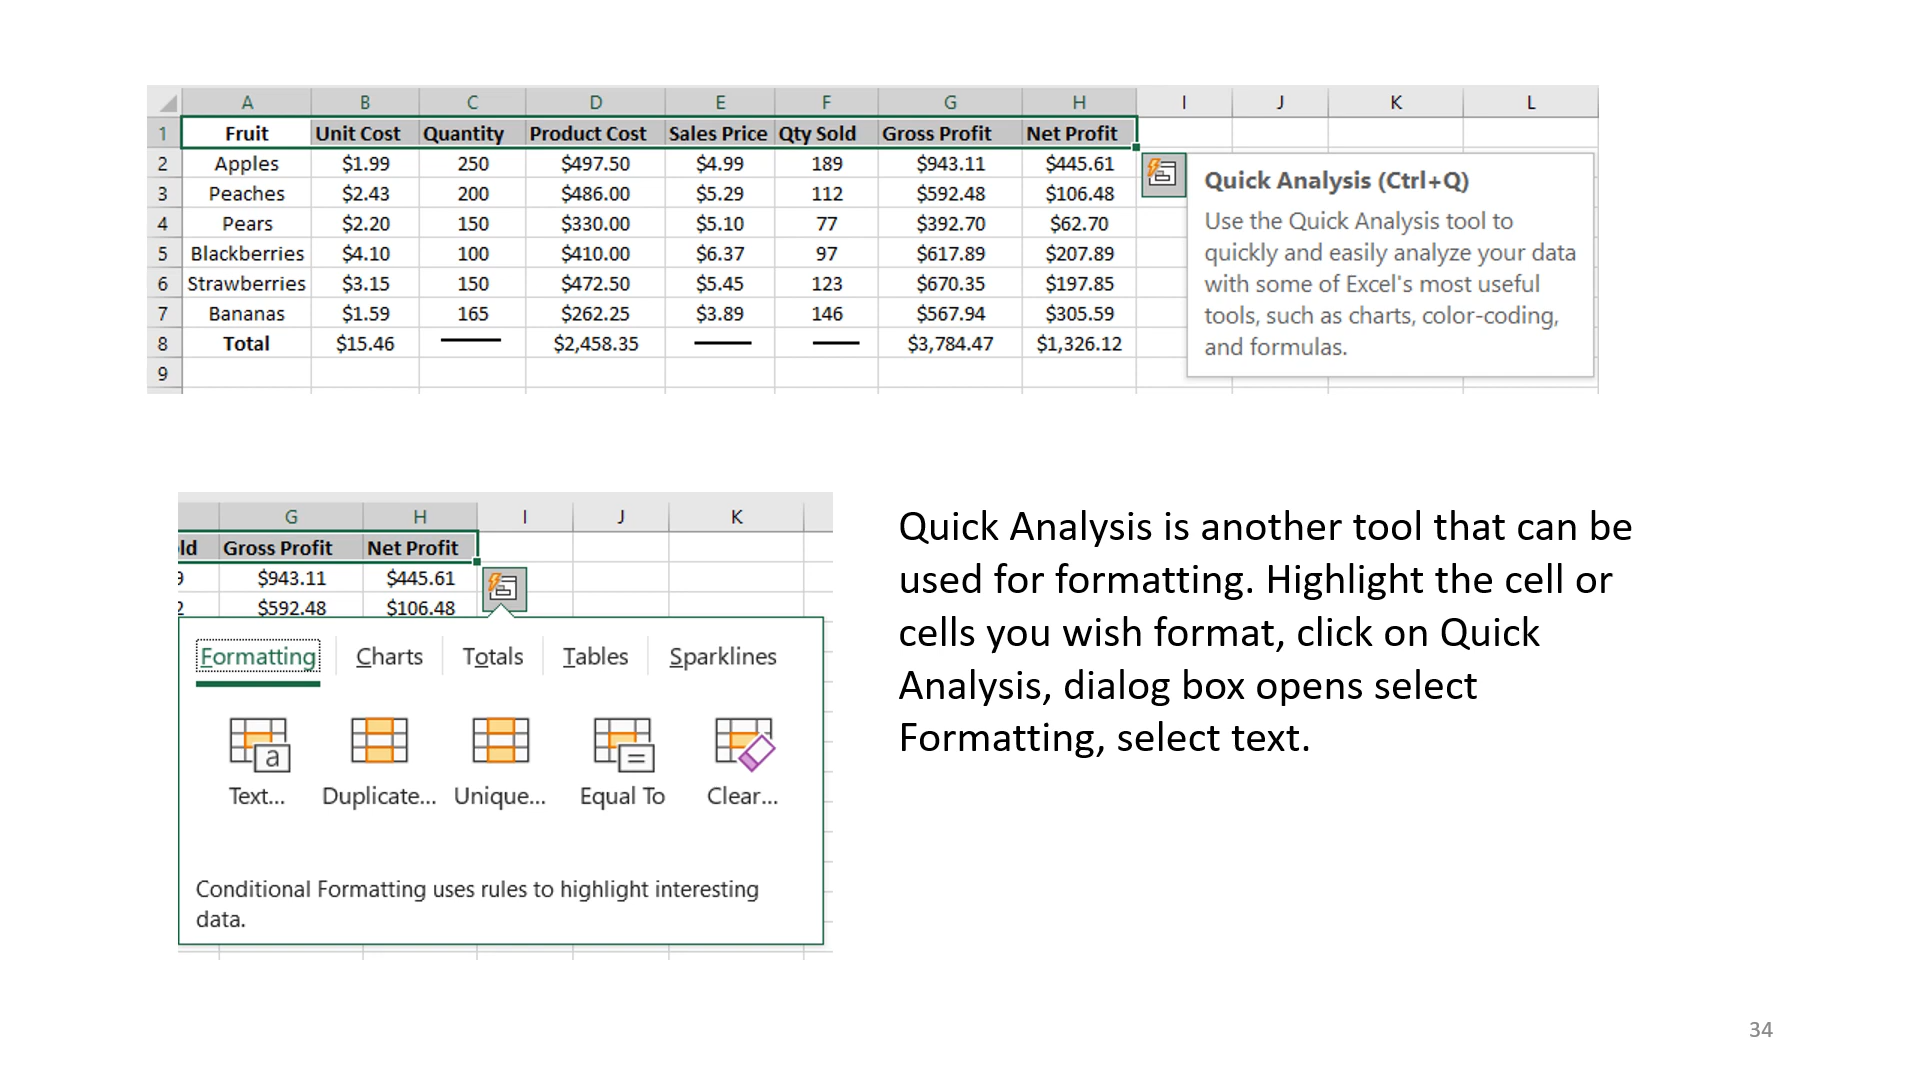 A B C D E F G H I J K L
1 Fruit Unit Cost Quantity Product Cost Sales Price Qty Sold Gross Profit Net Profit
2 Apples $1.99 250 $497.50 $4.99 189 $943.11 $445.61
3 Peaches $2.43 200 $486.00 $5.29 112 $592.48 $106.48
4 Pears $2.20 150 $330.00 $5.10 77 $392.70 $62.70
5 Blackberries $4.10 100 $410.00 $6.37 97 $617.89 $207.89
6 Strawberries $3.15 150 $472.50 $5.45 123 $670.35 $197.85
7 Bananas $1.59 165 $262.25 $3.89 146 $567.94 $305.59
8 Total $15.46 $2,458.35 $3,784.47 $1,326.12
9
Quick Analysis (Ctrl+Q)
Use the Quick Analysis tool to
quickly and easily analyze your data
with some of Excel's most useful
tools, such as charts, color-coding,
and formulas.
G H I J K
ld Gross Profit Net Profit
9 $943.11 $445.61
2 $592.48 $106.48
Formatting Charts Totals Tables Sparklines
a =
Text... Duplicate... Unique... Equal To Clear...
Conditional Formatting uses rules to highlight interesting
data.
Quick Analysis is another tool that can be
used for formatting. Highlight the cell or
cells you wish format, click on Quick
Analysis, dialog box opens select
Formatting, select text.
34